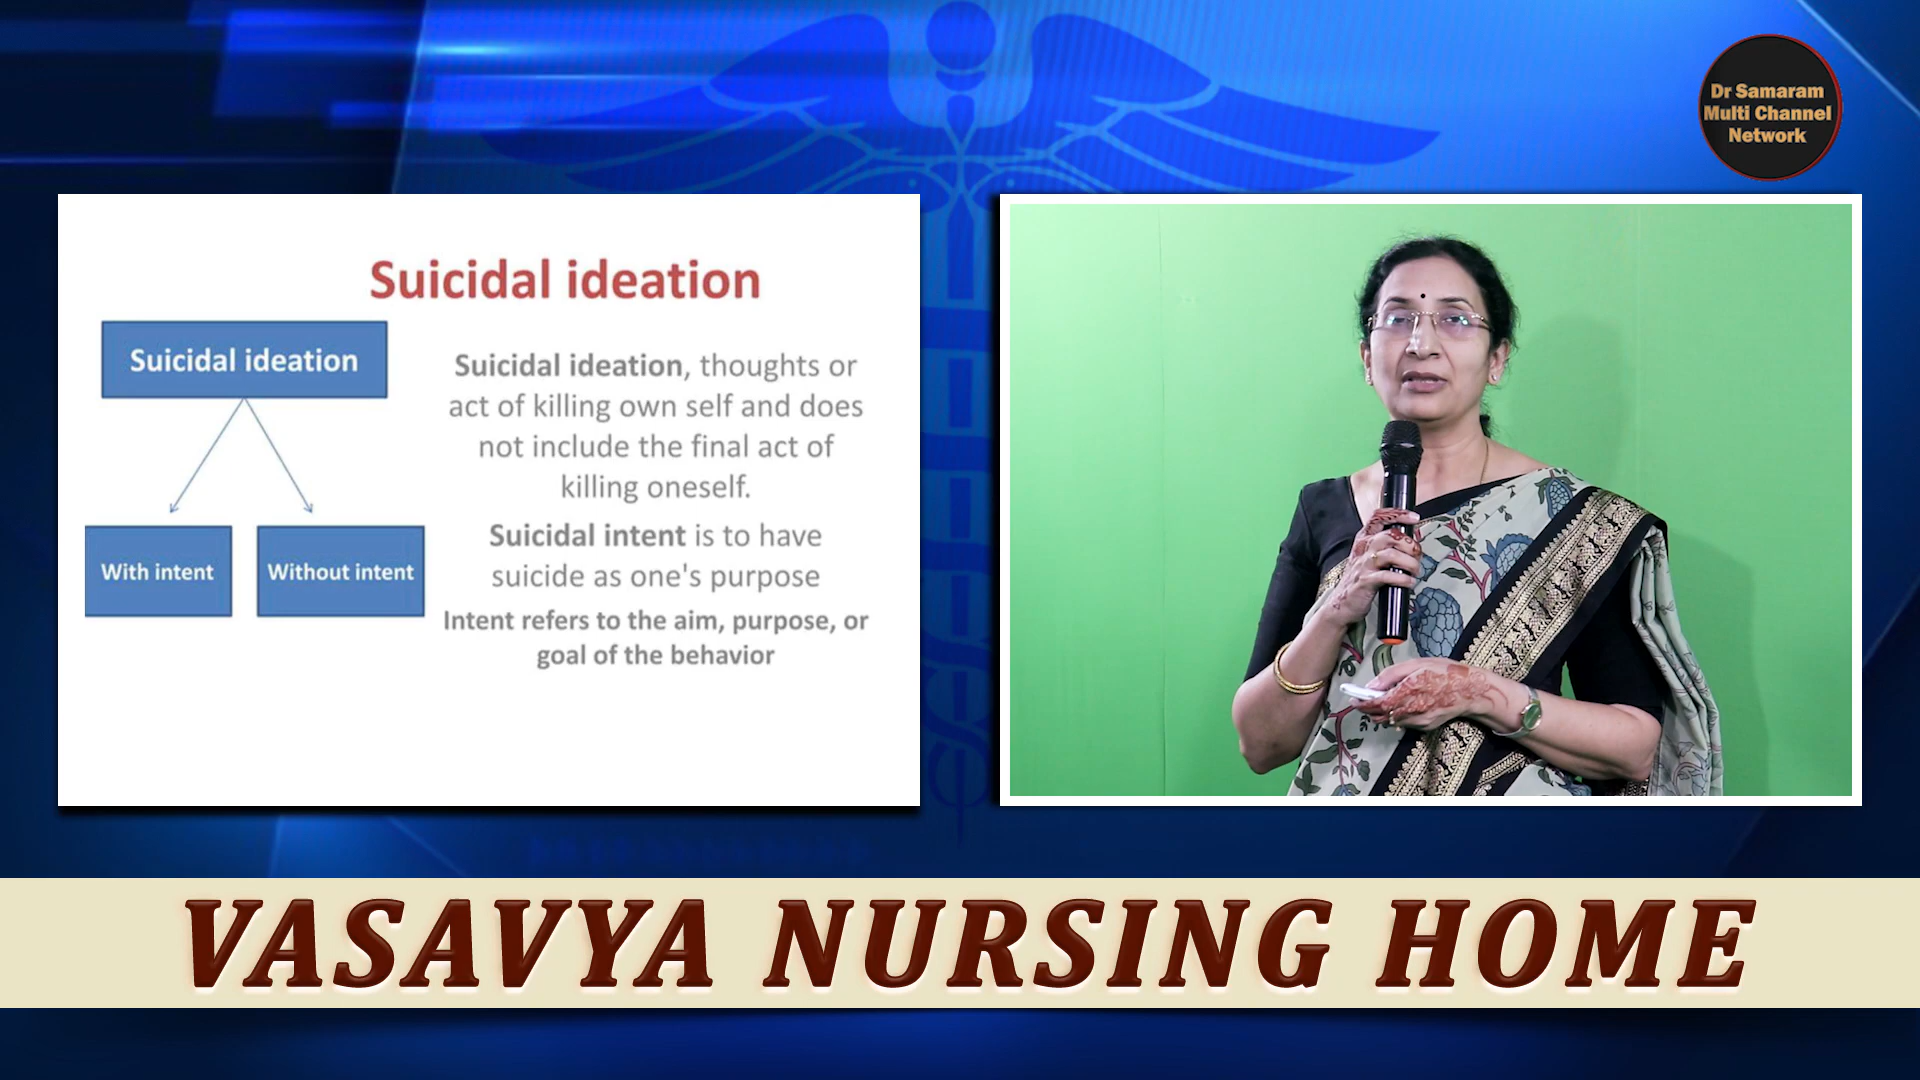 Dr Samaram
Multi Channel
Network
Suicidal ideation
Suicidal ideation
With intent
Without intent
Suicidal ideation, thoughts or
act of killing own self and does
not include the final act of
killing oneself.
Suicidal intent is to have
suicide as one's purpose
Intent refers to the aim, purpose, or
goal of the behavior
VASAVYA NURSING HOME